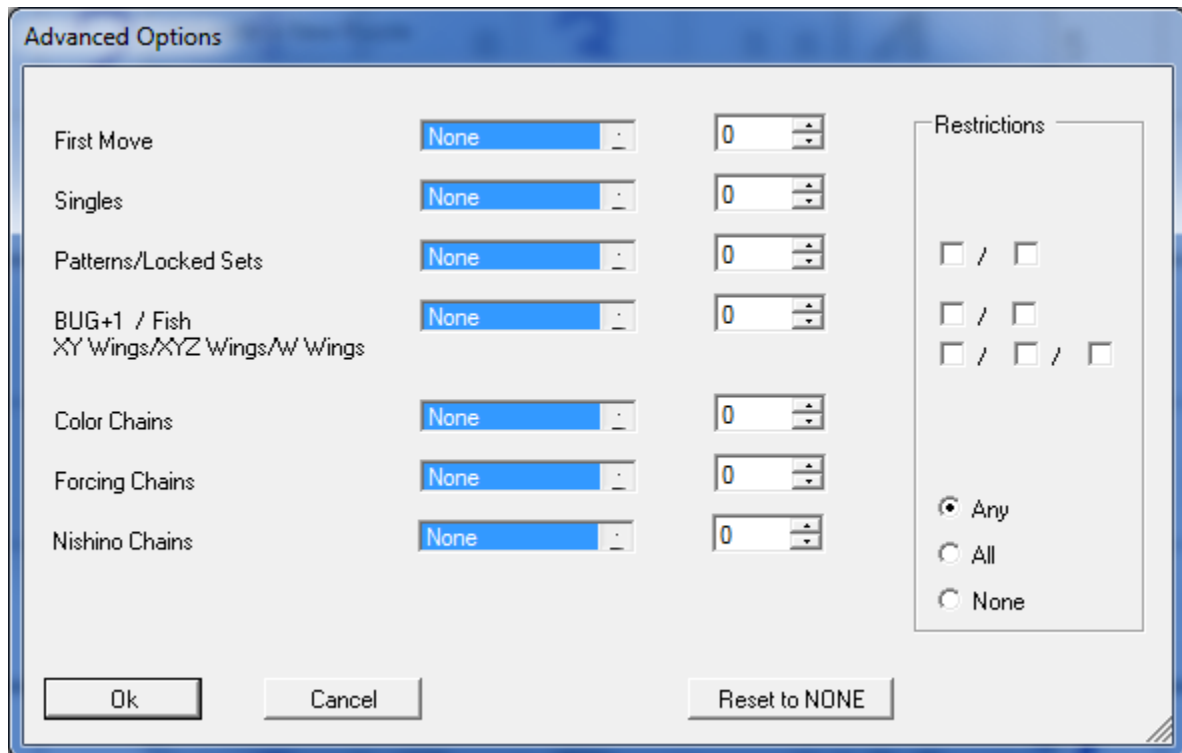 Advanced Options
First Move None 0 Restrictions
Singles None 0
Patterns/Locked Sets None 0 /
BUG+1 / Fish None 0 /
XY Wings/XYZ Wings/W Wings / /
Color Chains None 0
Forcing Chains None 0
Any
Nishino Chains None 0
All
None
Ok Cancel Reset to NONE